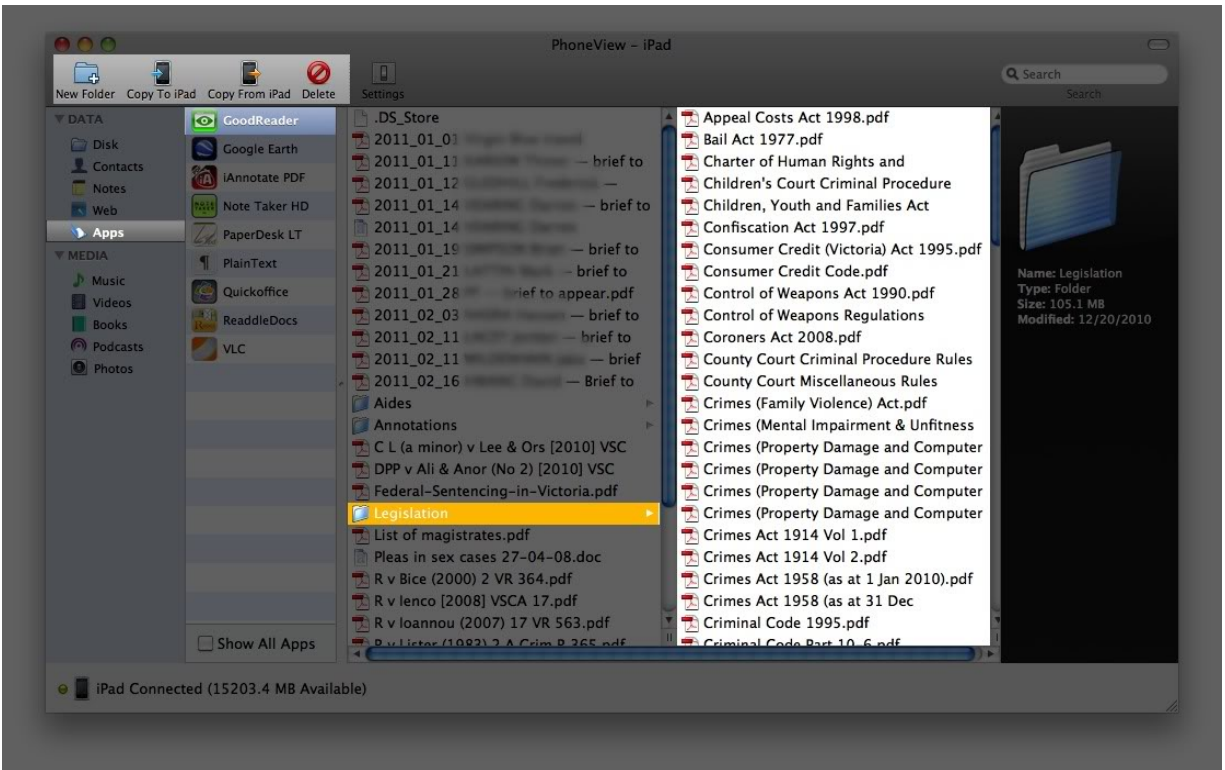 PhoneView – iPad
New Folder
Copy To iPad
Copy From iPad
Delete
Settings
Search
Search
DATA
Disk
Contacts
Notes
Web
Apps
MEDIA
Music
Videos
Books
Podcasts
Photos
GoodReader
Google Earth
iAnnotate PDF
Note Taker HD
PaperDesk LT
PlainText
Quickoffice
ReaddleDocs
VLC
Show All Apps
.DS_Store
2011_01_01
2011_01_11 — brief to
2011_01_12 —
2011_01_14 — brief to
2011_01_14
2011_01_19 — brief to
2011_01_21 – brief to
2011_01_28 brief to appear.pdf
2011_02_03 — brief to
2011_02_11 — brief to
2011_02_11 — brief
2011_02_16 — Brief to
Aides
Annotations
C L (a minor) v Lee & Ors [2010] VSC
DPP v Ali & Anor (No 2) [2010] VSC
Federal-Sentencing-in-Victoria.pdf
Legislation
List of magistrates.pdf
Pleas in sex cases 27-04-08.doc
R v Bice (2000) 2 VR 364.pdf
R v Ienco [2008] VSCA 17.pdf
R v Ioannou (2007) 17 VR 563.pdf
R v Lister (1983) 2 A Crim R 365.pdf
Appeal Costs Act 1998.pdf
Bail Act 1977.pdf
Charter of Human Rights and
Children's Court Criminal Procedure
Children, Youth and Families Act
Confiscation Act 1997.pdf
Consumer Credit (Victoria) Act 1995.pdf
Consumer Credit Code.pdf
Control of Weapons Act 1990.pdf
Control of Weapons Regulations
Coroners Act 2008.pdf
County Court Criminal Procedure Rules
County Court Miscellaneous Rules
Crimes (Family Violence) Act.pdf
Crimes (Mental Impairment & Unfitness
Crimes (Property Damage and Computer
Crimes (Property Damage and Computer
Crimes (Property Damage and Computer
Crimes (Property Damage and Computer
Crimes Act 1914 Vol 1.pdf
Crimes Act 1914 Vol 2.pdf
Crimes Act 1958 (as at 1 Jan 2010).pdf
Crimes Act 1958 (as at 31 Dec
Criminal Code 1995.pdf
Criminal Code Part 10-6.pdf
Name: Legislation
Type: Folder
Size: 105.1 MB
Modified: 12/20/2010
iPad Connected (15203.4 MB Available)